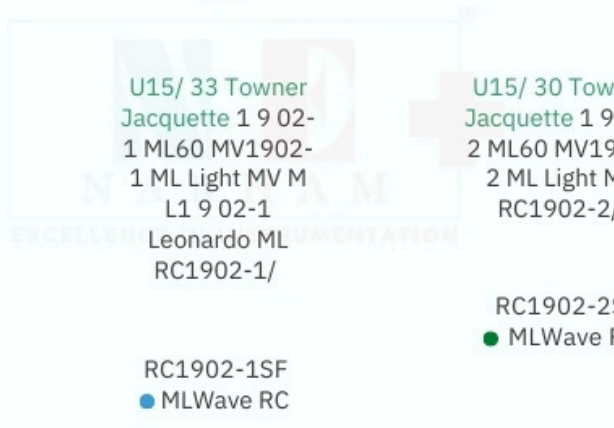 U15/ 33 Towner
Jacquette 1 9 02-
1 ML60 MV1902-
1 ML Light MV M
L1 9 02-1
Leonardo ML
RC1902-1/
RC1902-1SF
MLWave RC
U15/ 30 Tow
Jacquette 1 9
2 ML60 MV19
2 ML Light M
RC1902-2/
RC1902-2S
MLWave R